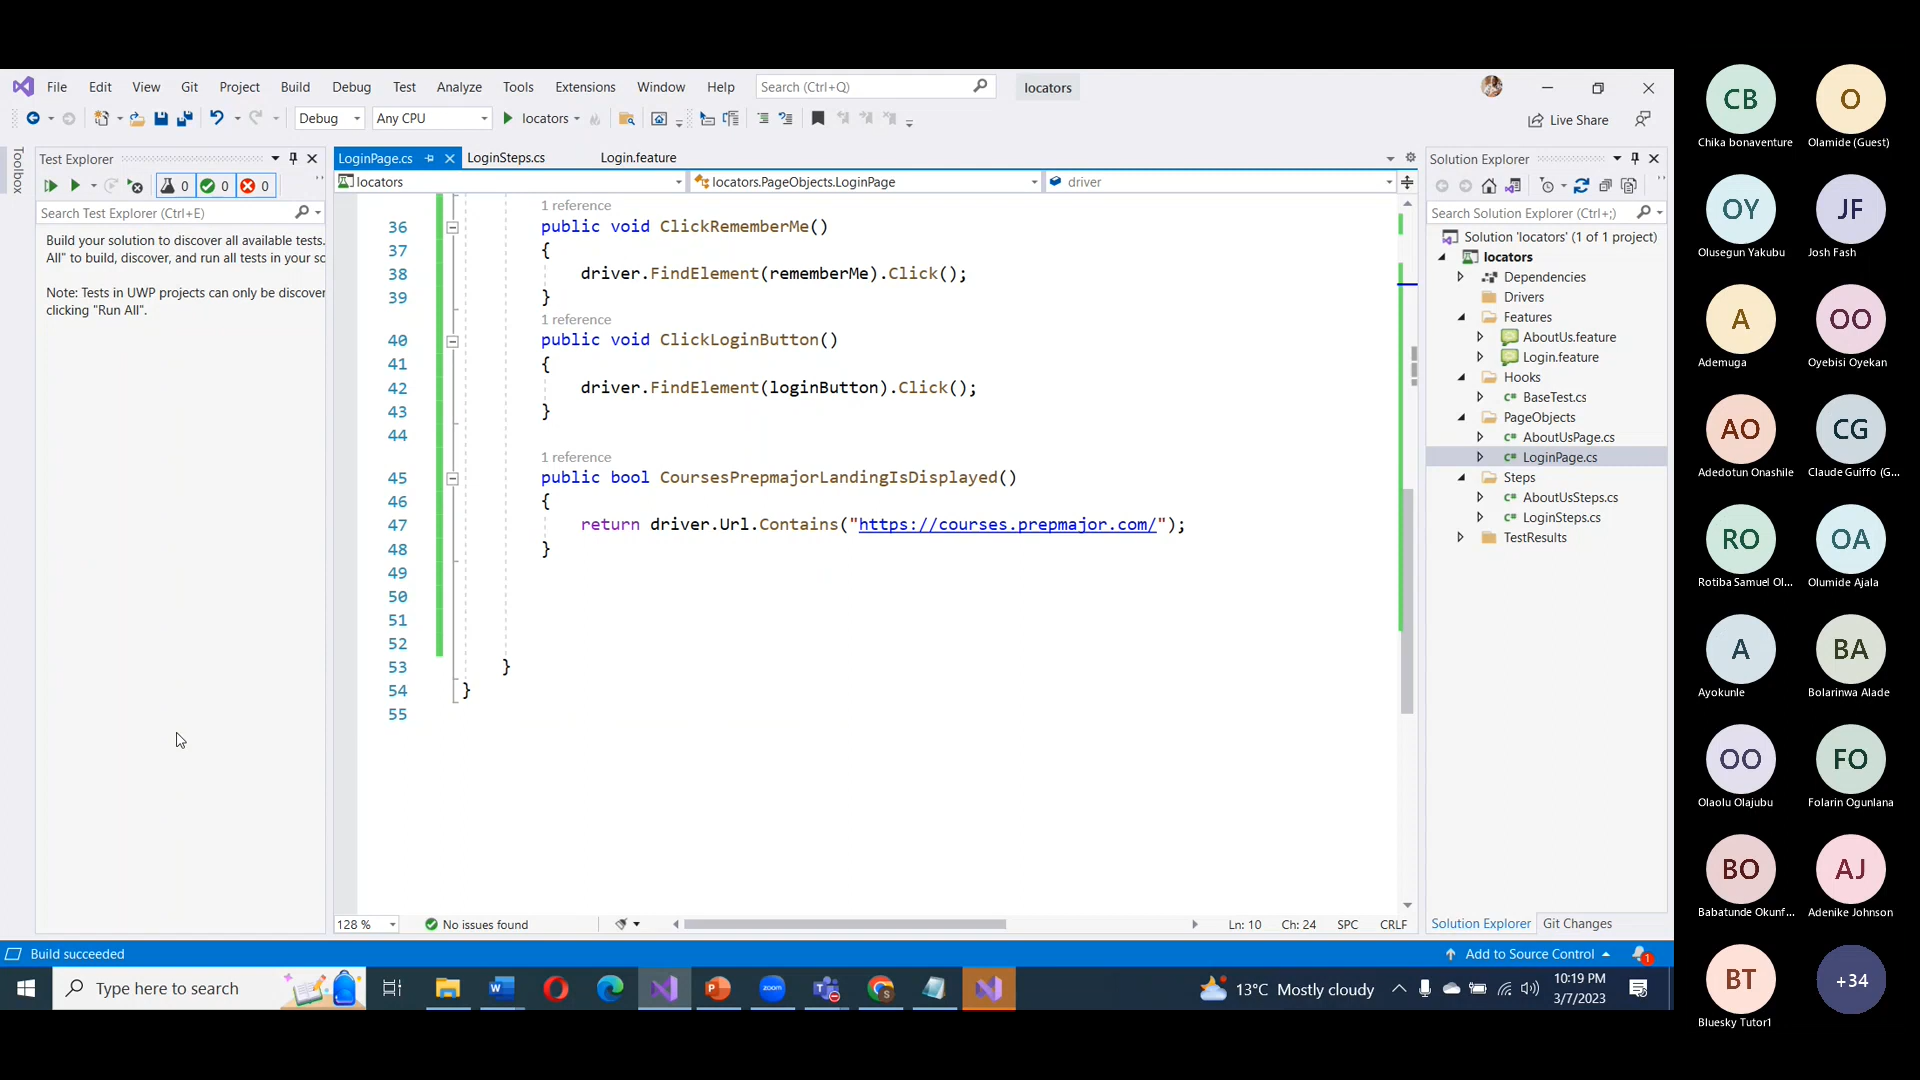 File Edit View Git Project Build Debug Test Analyze Tools Extensions Window Help Search (Ctrl+Q) locators
Debug Any CPU locators Live Share
Toolbox
Test Explorer
0 0 0
Search Test Explorer (Ctrl+E)
Build your solution to discover all available tests.
All" to build, discover, and run all tests in your so
Note: Tests in UWP projects can only be discover
clicking "Run All".
LoginPage.cs LoginSteps.cs Login.feature
locators locators.PageObjects.LoginPage driver
1 reference
36 public void ClickRememberMe()
37 {
38 driver.FindElement(rememberMe).Click();
39 }
1 reference
40 public void ClickLoginButton()
41 {
42 driver.FindElement(loginButton).Click();
43 }
44
1 reference
45 public bool CoursesPrepmajorLandingIsDisplayed()
46 {
47 return driver.Url.Contains("https://courses.prepmajor.com/");
48 }
49
50
51
52
53 }
54 }
55
128 % No issues found Ln: 10 Ch: 24 SPC CRLF
Solution Explorer
Search Solution Explorer (Ctrl+;)
Solution 'locators' (1 of 1 project)
locators
Dependencies
Drivers
Features
AboutUs.feature
Login.feature
Hooks
BaseTest.cs
PageObjects
AboutUsPage.cs
LoginPage.cs
Steps
AboutUsSteps.cs
LoginSteps.cs
TestResults
Solution Explorer Git Changes
Build succeeded Add to Source Control 1
Type here to search zoom 13°C Mostly cloudy 10:19 PM
3/7/2023
CB O
Chika bonaventure Olamide (Guest)
OY JF
Olusegun Yakubu Josh Fash
A OO
Ademuga Oyebisi Oyekan
AO CG
Adedotun Onashile Claude Guiffo (G...
RO OA
Rotiba Samuel Ol... Olumide Ajala
A BA
Ayokunle Bolarinwa Alade
OO FO
Olaolu Olajubu Folarin Ogunlana
BO AJ
Babatunde Okunf... Adenike Johnson
BT +34
Bluesky Tutor1